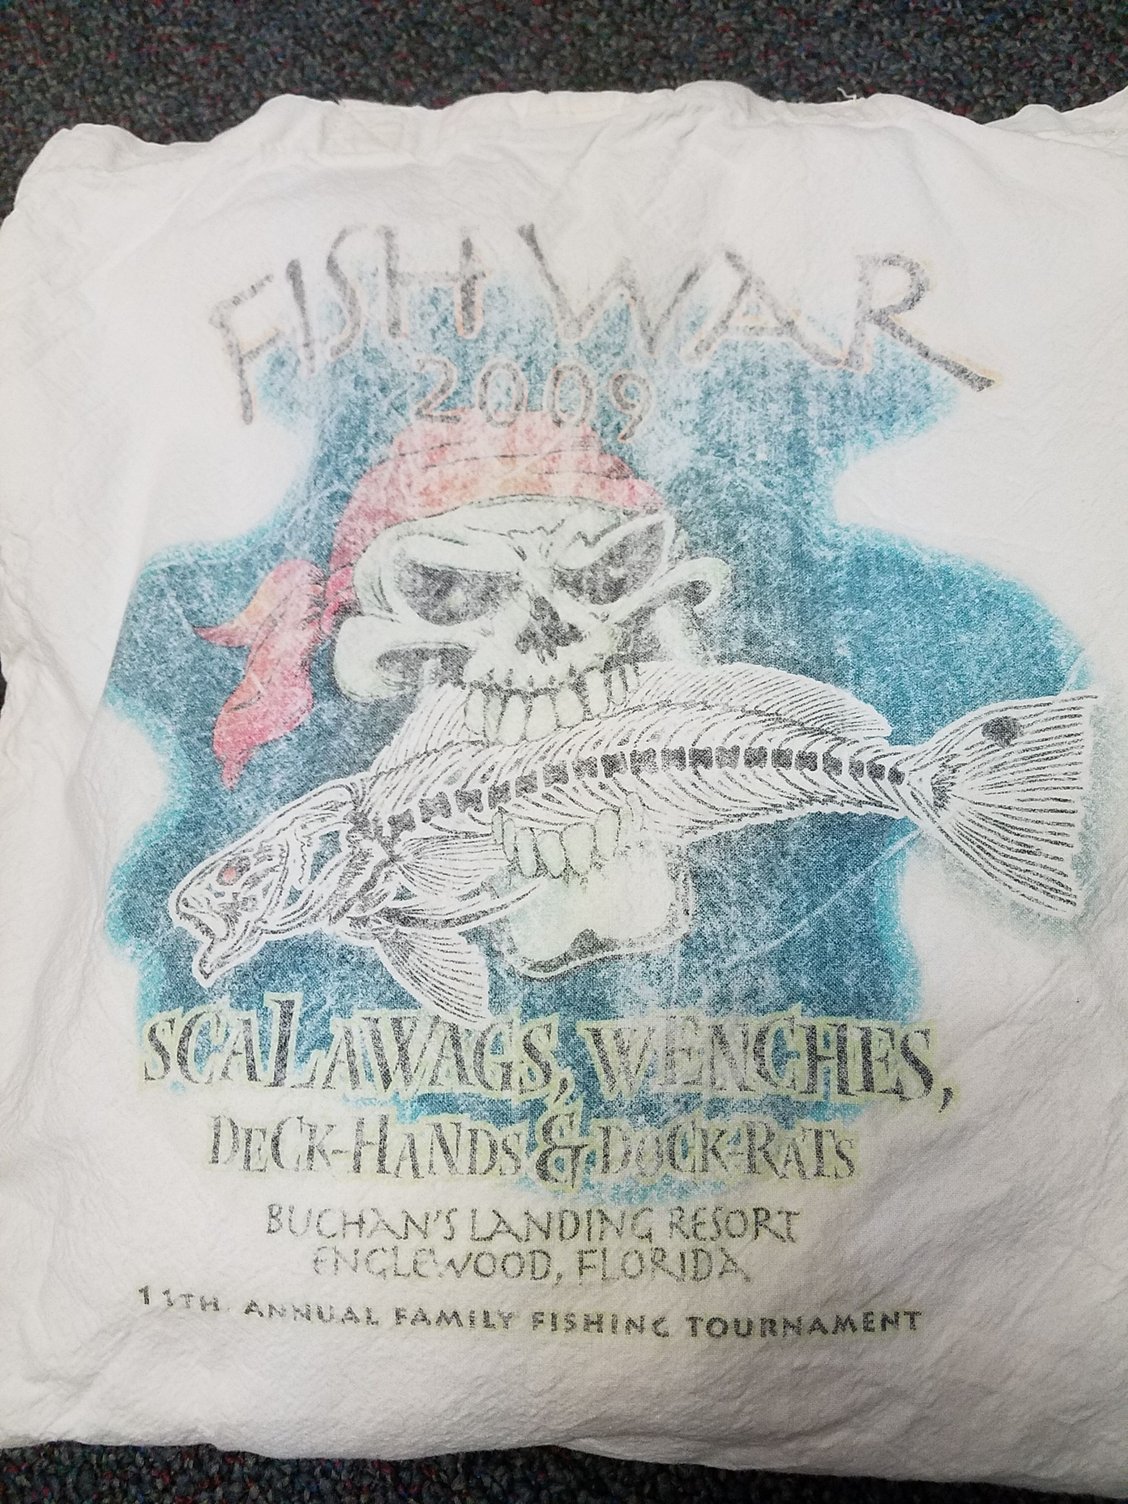 FISH WAR
2009
SCALAWAGS, WENCHES,
DECK-HANDS & DOCK-RATS
BUCHAN'S LANDING RESORT
ENGLEWOOD, FLORIDA
11TH ANNUAL FAMILY FISHING TOURNAMENT